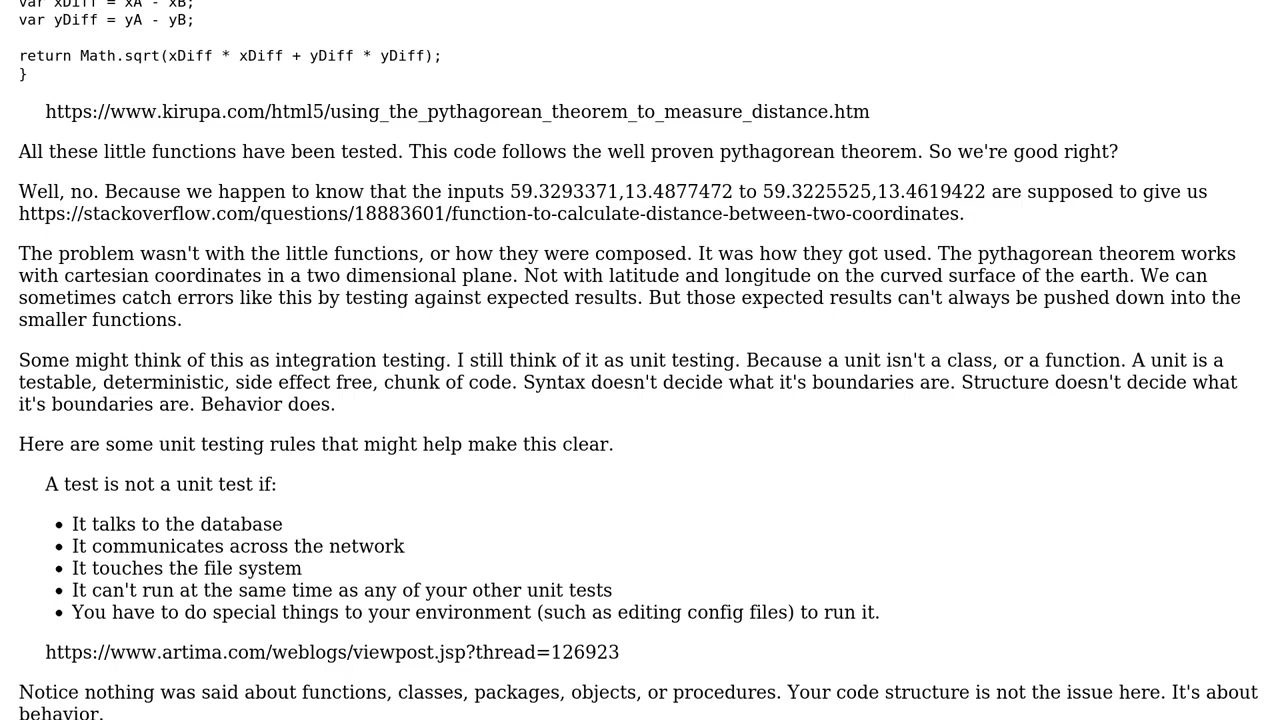 var xDiff = xA - xB;
var yDiff = yA - yB;
return Math.sqrt(xDiff * xDiff + yDiff * yDiff);
}
https://www.kirupa.com/html5/using_the_pythagorean_theorem_to_measure_distance.htm
All these little functions have been tested. This code follows the well proven pythagorean theorem. So we're good right?
Well, no. Because we happen to know that the inputs 59.3293371,13.4877472 to 59.3225525,13.4619422 are supposed to give us
https://stackoverflow.com/questions/18883601/function-to-calculate-distance-between-two-coordinates.
The problem wasn't with the little functions, or how they were composed. It was how they got used. The pythagorean theorem works
with cartesian coordinates in a two dimensional plane. Not with latitude and longitude on the curved surface of the earth. We can
sometimes catch errors like this by testing against expected results. But those expected results can't always be pushed down into the
smaller functions.
Some might think of this as integration testing. I still think of it as unit testing. Because a unit isn't a class, or a function. A unit is a
testable, deterministic, side effect free, chunk of code. Syntax doesn't decide what it's boundaries are. Structure doesn't decide what
it's boundaries are. Behavior does.
Here are some unit testing rules that might help make this clear.
A test is not a unit test if:
• It talks to the database
• It communicates across the network
• It touches the file system
• It can't run at the same time as any of your other unit tests
• You have to do special things to your environment (such as editing config files) to run it.
https://www.artima.com/weblogs/viewpost.jsp?thread=126923
Notice nothing was said about functions, classes, packages, objects, or procedures. Your code structure is not the issue here. It's about
behavior.